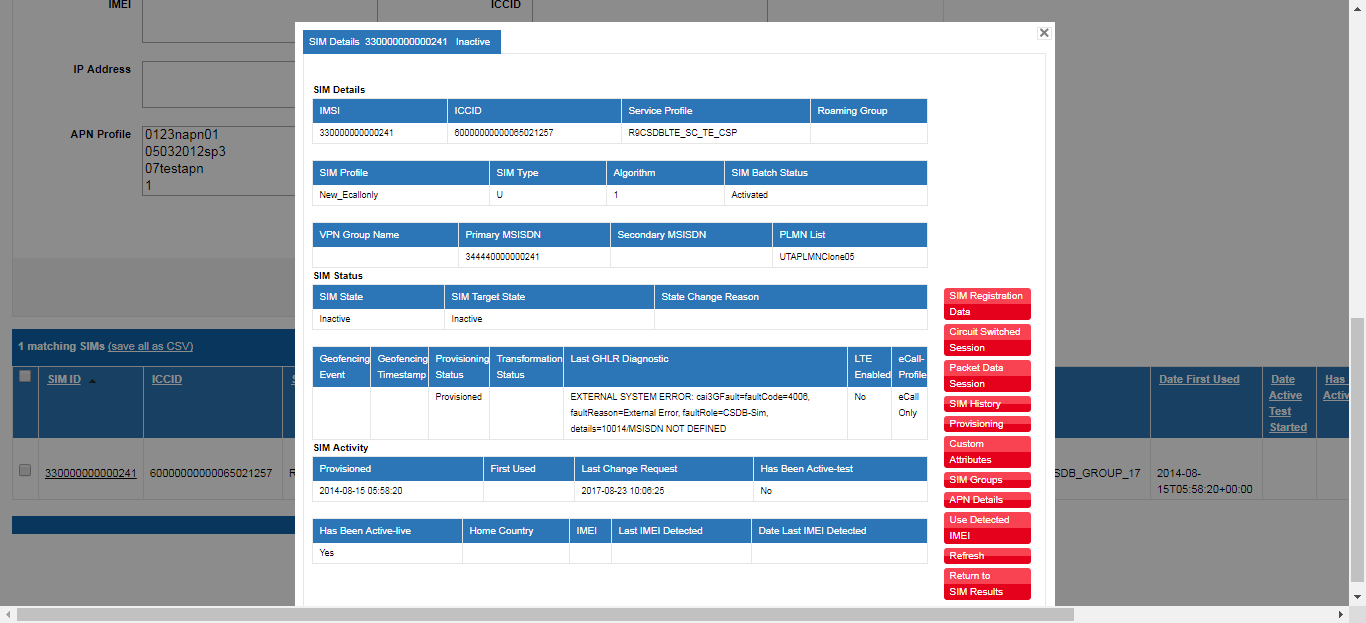 IMEI
ICCID
IP Address
APN Profile
0123napn01
05032012sp3
07testapn
1
1 matching SIMs (save all as CSV)
SIM ID ICCID Date First Used Date Active Test Started
330000000000241 60000000000065021257 2014-08-15T05:58:20+00:00
SIM Details 330000000000241 Inactive
SIM Details
IMSI ICCID Service Profile Roaming Group
330000000000241 60000000000065021257 R9CSDBLTE_SC_TE_CSP
SIM Profile SIM Type Algorithm SIM Batch Status
New_Ecallonly U 1 Activated
VPN Group Name Primary MSISDN Secondary MSISDN PLMN List
344440000000241 UTAPLMNClone05
SIM Status
SIM State SIM Target State State Change Reason
Inactive Inactive
Geofencing Event Geofencing Timestamp Provisioning Status Transformation Status Last GHLR Diagnostic LTE Enabled eCall-Profile
Provisioned EXTERNAL SYSTEM ERROR: cai3GFault=faultCode=4006, No eCall Only
faultReason=External Error, faultRole=CSDB-Sim,
details=10014/MSISDN NOT DEFINED
SIM Activity
Provisioned First Used Last Change Request Has Been Active-test
2014-08-15 05:58:20 2017-08-23 10:06:25 No
Has Been Active-live Home Country IMEI Last IMEI Detected Date Last IMEI Detected
Yes
SIM Registration
Data
Circuit Switched
Session
Packet Data
Session
SIM History
Provisioning
Custom
Attributes
SIM Groups
APN Details
Use Detected
IMEI
Refresh
Return to
SIM Results